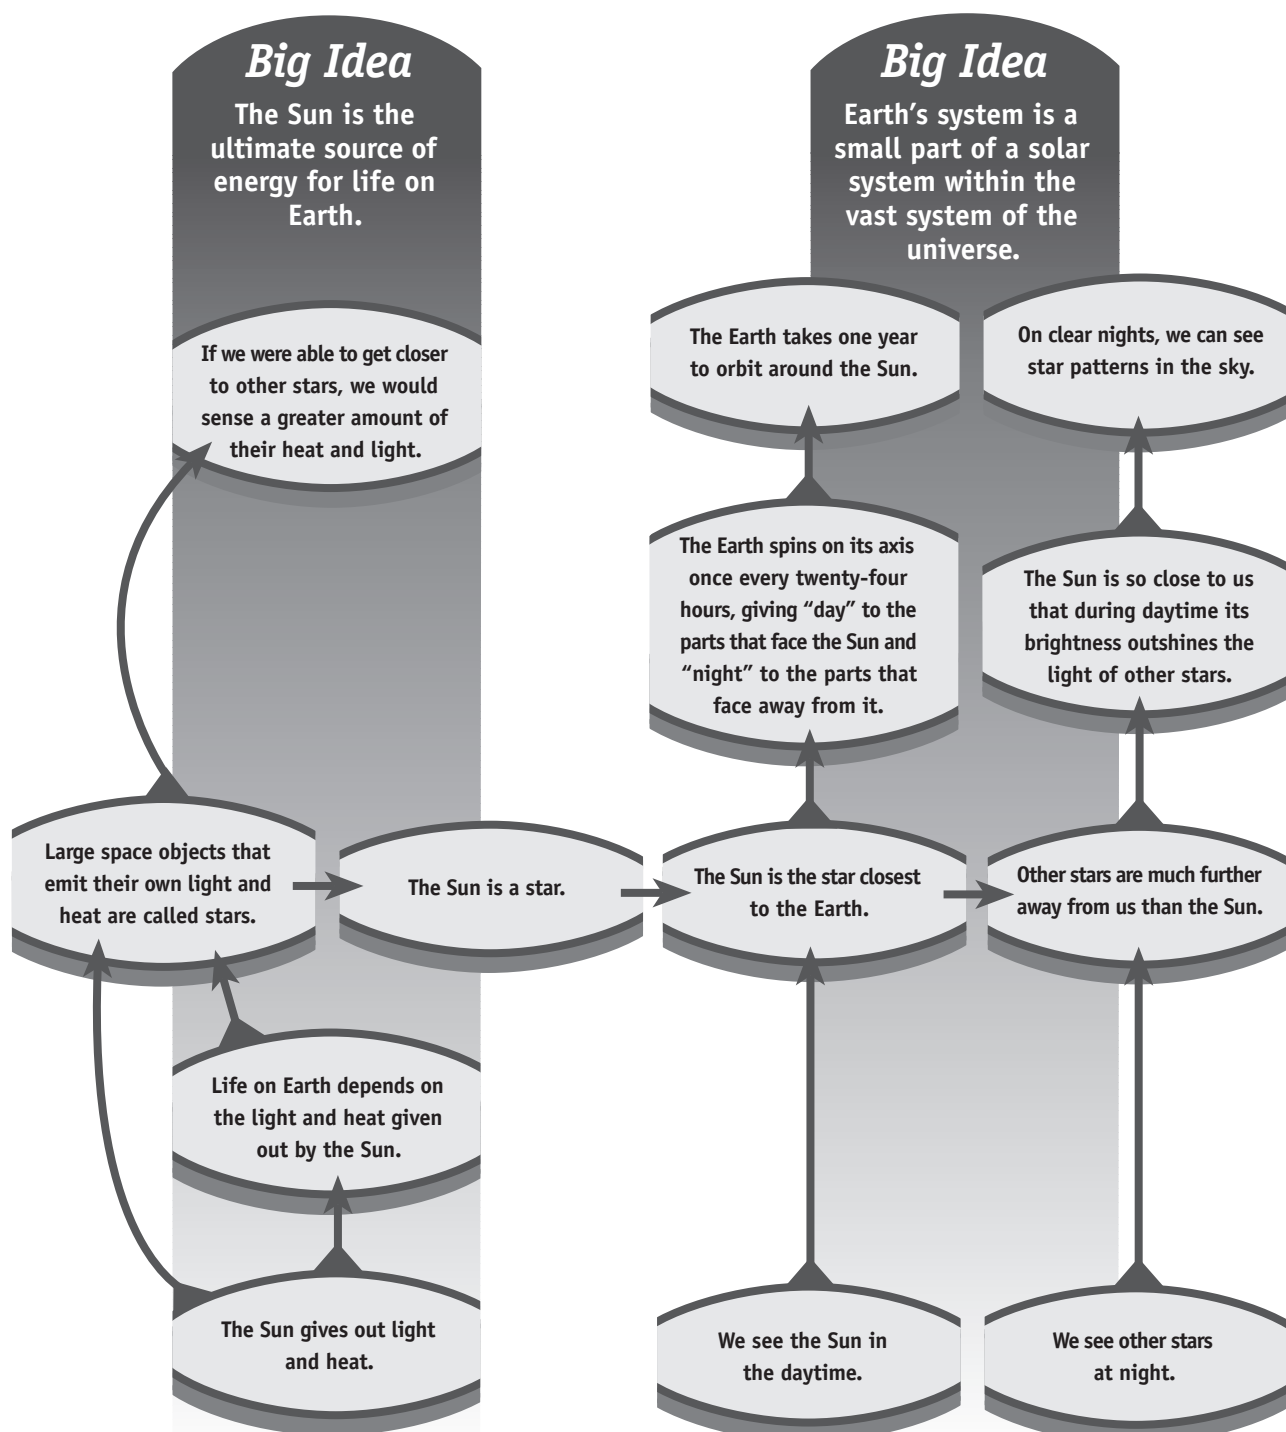 Big Idea
The Sun is the
ultimate source of
energy for life on
Earth.
Big Idea
Earth's system is a
small part of a solar
system within the
vast system of the
universe.
If we were able to get closer
to other stars, we would
sense a greater amount of
their heat and light.
The Earth takes one year
to orbit around the Sun.
On clear nights, we can see
star patterns in the sky.
The Earth spins on its axis
once every twenty-four
hours, giving “day” to the
parts that face the Sun and
“night” to the parts that
face away from it.
The Sun is so close to us
that during daytime its
brightness outshines the
light of other stars.
Large space objects that
emit their own light and
heat are called stars.
The Sun is a star.
The Sun is the star closest
to the Earth.
Other stars are much further
away from us than the Sun.
Life on Earth depends on
the light and heat given
out by the Sun.
The Sun gives out light
and heat.
We see the Sun in
the daytime.
We see other stars
at night.